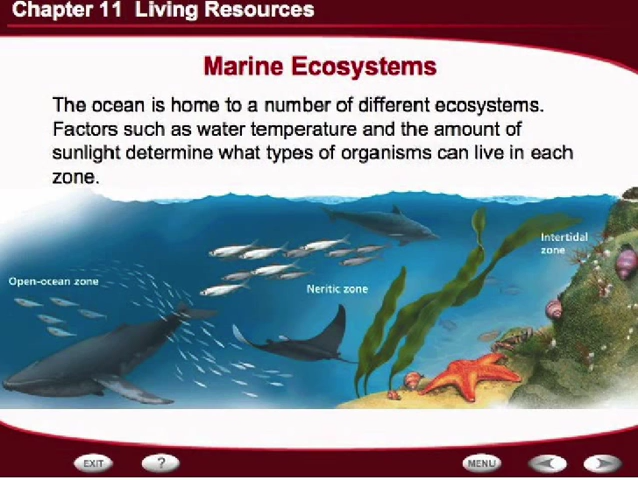 Chapter 11 Living Resources
Marine Ecosystems
The ocean is home to a number of different ecosystems.
Factors such as water temperature and the amount of
sunlight determine what types of organisms can live in each
zone.
Intertidal
zone
Open-ocean zone
Neritic zone
EXIT
?
MENU